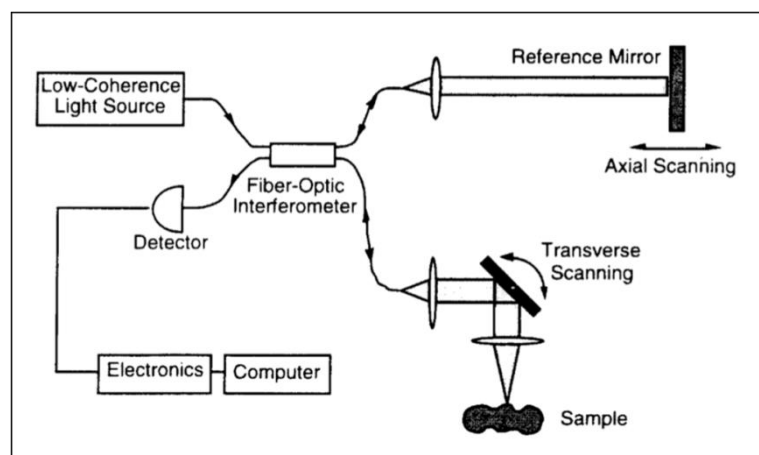 Low-Coherence
Light Source
Reference Mirror
Axial Scanning
Fiber-Optic
Interferometer
Detector
Transverse
Scanning
Electronics
Computer
Sample